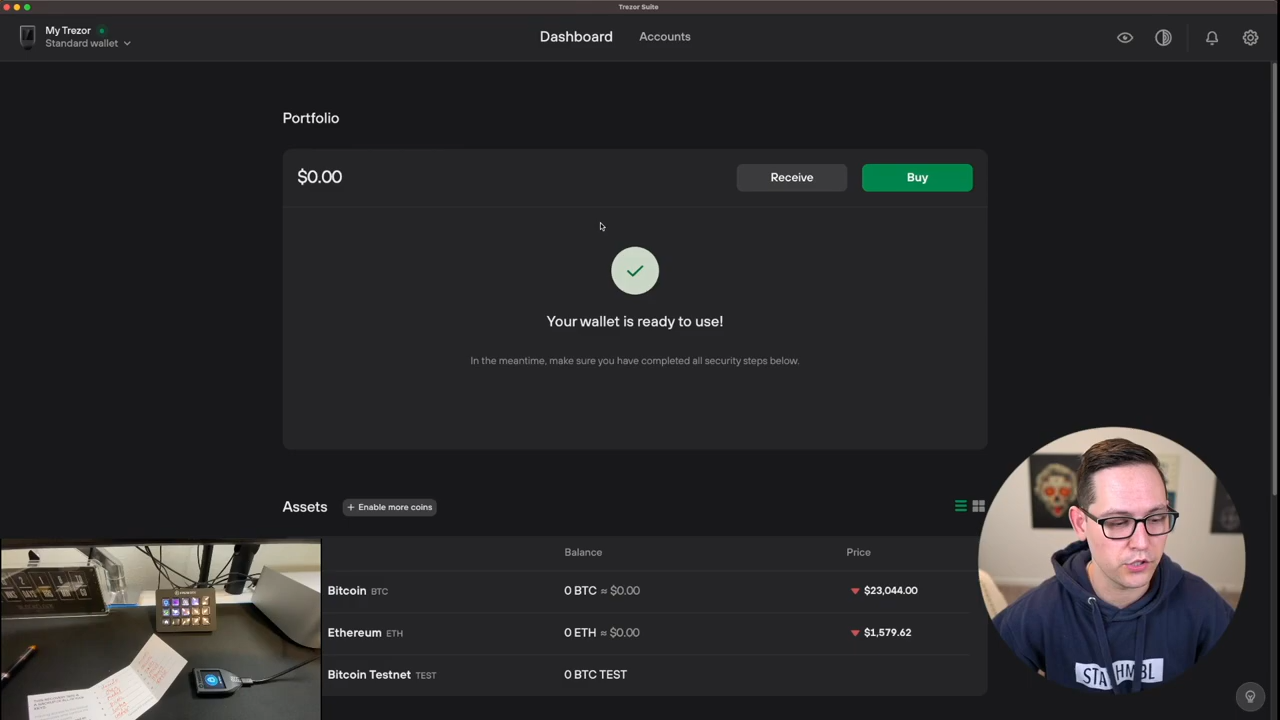 Trezor Suite
My Trezor
Standard wallet
Dashboard
Accounts
Portfolio
$0.00
Receive
Buy
Your wallet is ready to use!
In the meantime, make sure you have completed all security steps below.
Assets
+ Enable more coins
Balance
Price
Bitcoin BTC
0 BTC ≈ $0.00
$23,044.00
Ethereum ETH
0 ETH ≈ $0.00
$1,579.62
Bitcoin Testnet TEST
0 BTC TEST